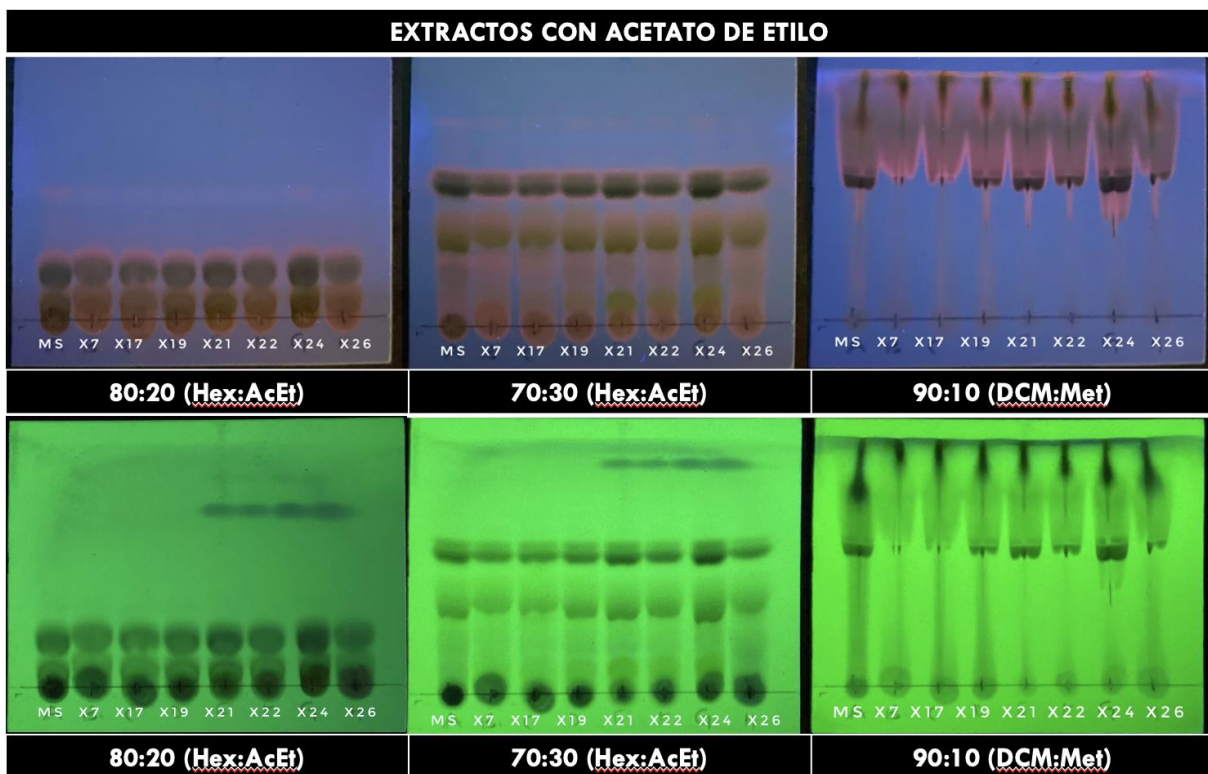 EXTRACTOS CON ACETATO DE ETILO
MS X7 X17 X19 X21 X22 X24 X26
MS X7 X17 X19 X21 X22 X24 X26
MS X7 X17 X19 X21 X22 X24 X26
80:20 (Hex:AcEt)
70:30 (Hex:AcEt)
90:10 (DCM:Met)
MS X7 X17 X19 X21 X22 X24 X26
MS X7 X17 X19 X21 X22 X24 X26
MS X7 X17 X19 X21 X22 X24 X26
80:20 (Hex:AcEt)
70:30 (Hex:AcEt)
90:10 (DCM:Met)